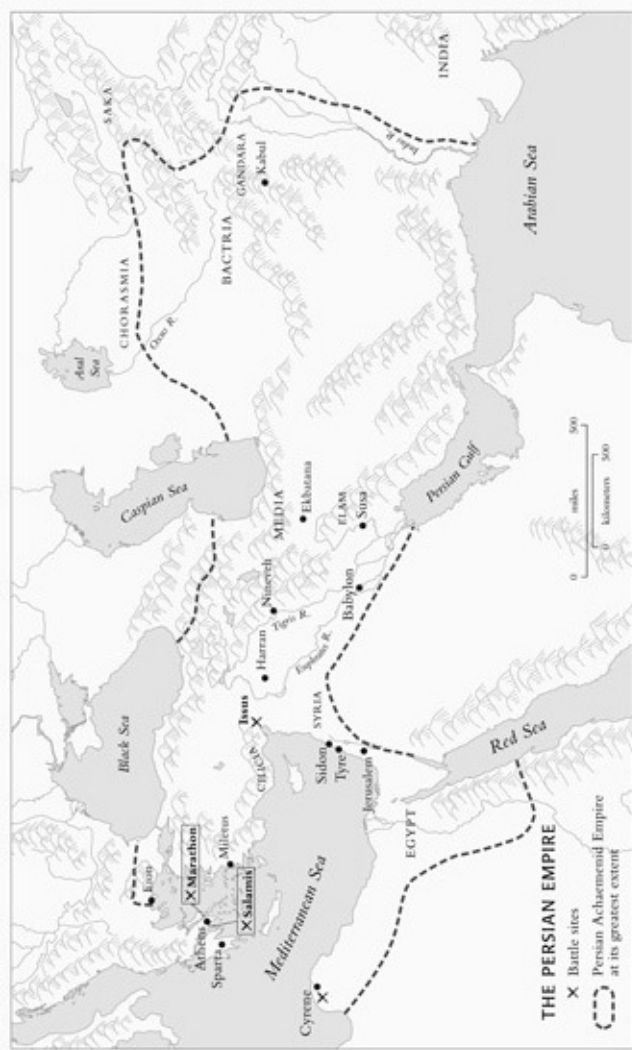 SAKA
CHORASMIA
Aral
Sea
Oxus R.
BACTRIA
GANDARA
Kabul
Indus R.
INDIA
Arabian Sea
Caspian Sea
MEDIA
Ekbatana
ELAM
Susa
Persian Gulf
Nineveh
Tigris R.
Babylon
Harran
Euphrates R.
Black Sea
Issus
CILICIA
SYRIA
Sidon
Tyre
Jerusalem
Red Sea
EGYPT
Eion
Marathon
Miletus
Athens
Salamis
Sparta
Mediterranean Sea
Cyrene
THE PERSIAN EMPIRE
Battle sites
Persian Achaemenid Empire
at its greatest extent
0 miles 500
0 kilometers 500